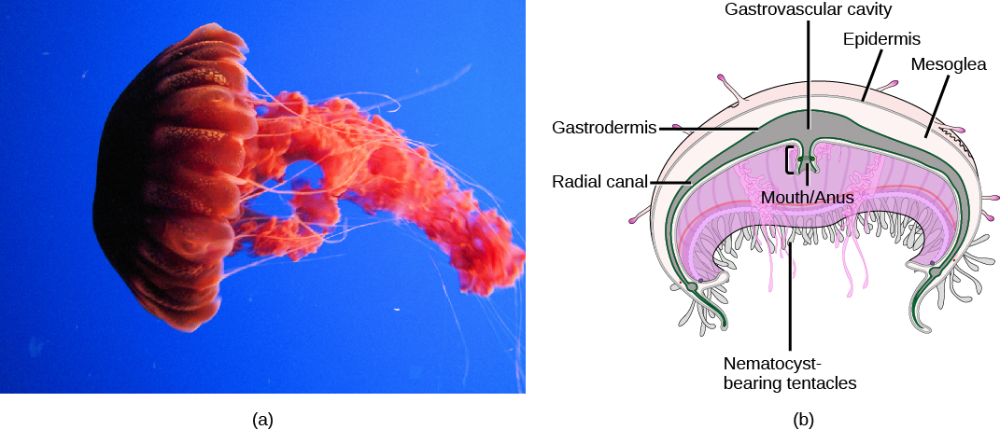 Gastrovascular cavity
Epidermis
Mesoglea
Gastrodermis
Radial canal
Mouth/Anus
Nematocyst-
bearing tentacles
(a)
(b)